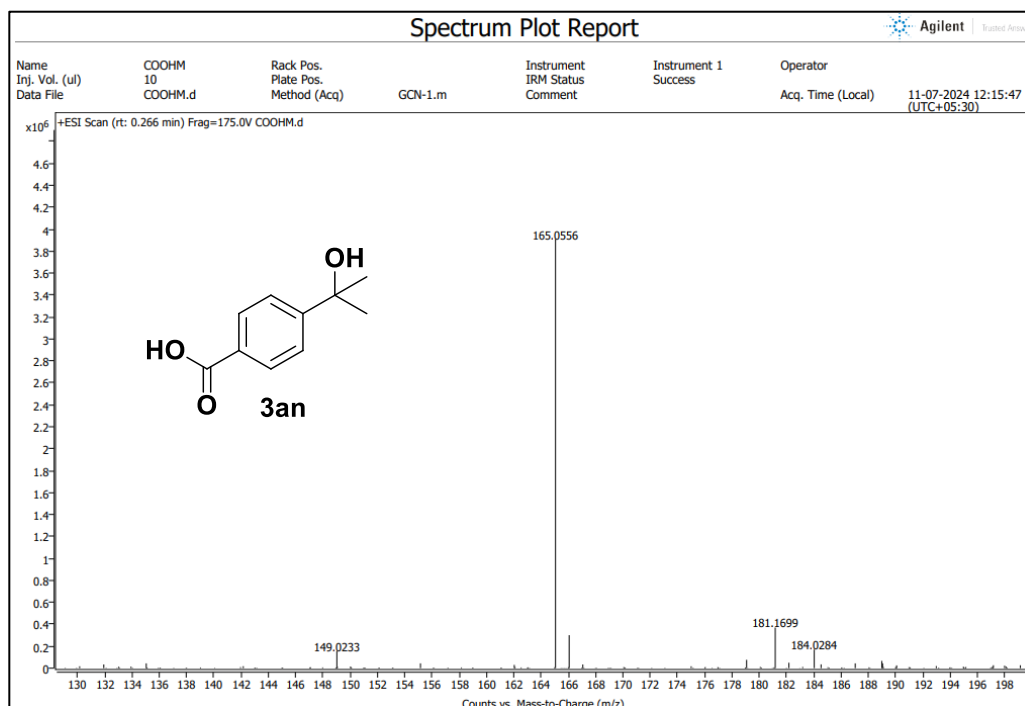 Spectrum Plot Report
Agilent Trusted Answ
Name COOHM Rack Pos. Instrument Instrument 1 Operator
Inj. Vol. (ul) 10 Plate Pos. IRM Status Success
Data File COOHM.d Method (Acq) GCN-1.m Comment Acq. Time (Local) 11-07-2024 12:15:47 (UTC+05:30)
x10⁶ +ESI Scan (rt: 0.266 min) Frag=175.0V COOHM.d
4.6
4.4
4.2
4
3.8
3.6
3.4
3.2
3
2.8
2.6
2.4
2.2
2
1.8
1.6
1.4
1.2
1
0.8
0.6
0.4
0.2
0
165.0556
OH
HO
O
3an
181.1699
184.0284
149.0233
130 132 134 136 138 140 142 144 146 148 150 152 154 156 158 160 162 164 166 168 170 172 174 176 178 180 182 184 186 188 190 192 194 196 198
Counts vs. Mass-to-Charge (m/z)